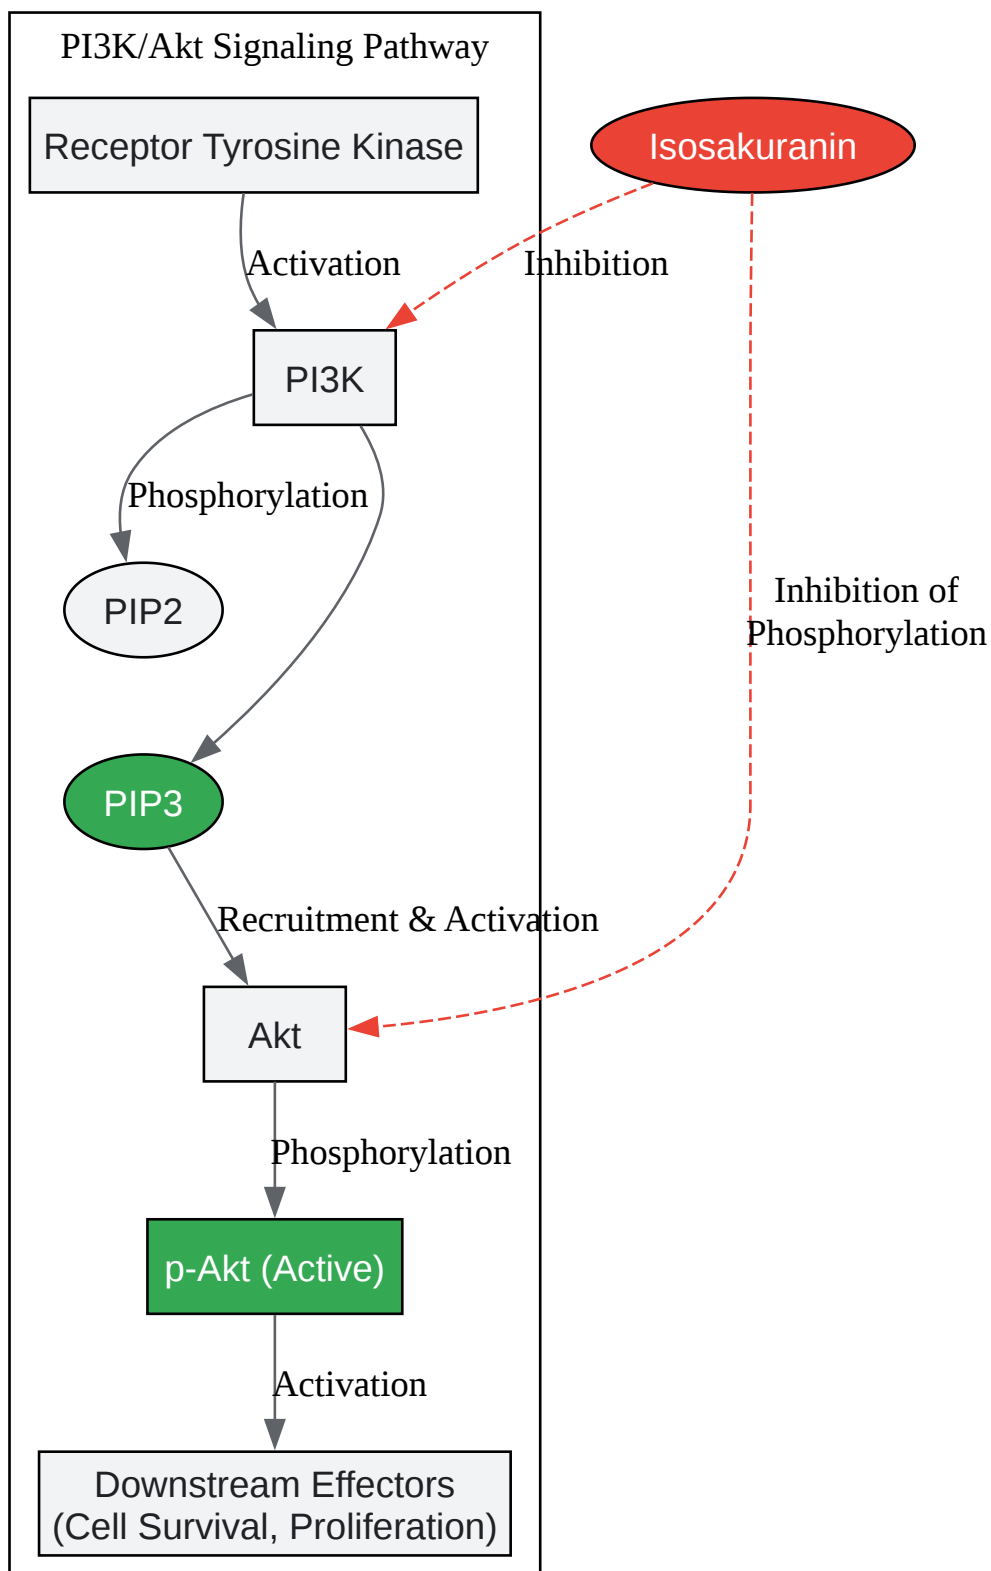 PI3K/Akt Signaling Pathway
Receptor Tyrosine Kinase
Isosakuranin
Activation
Inhibition
PI3K
Phosphorylation
PIP2
Inhibition of
Phosphorylation
PIP3
Recruitment & Activation
Akt
Phosphorylation
p-Akt (Active)
Activation
Downstream Effectors
(Cell Survival, Proliferation)